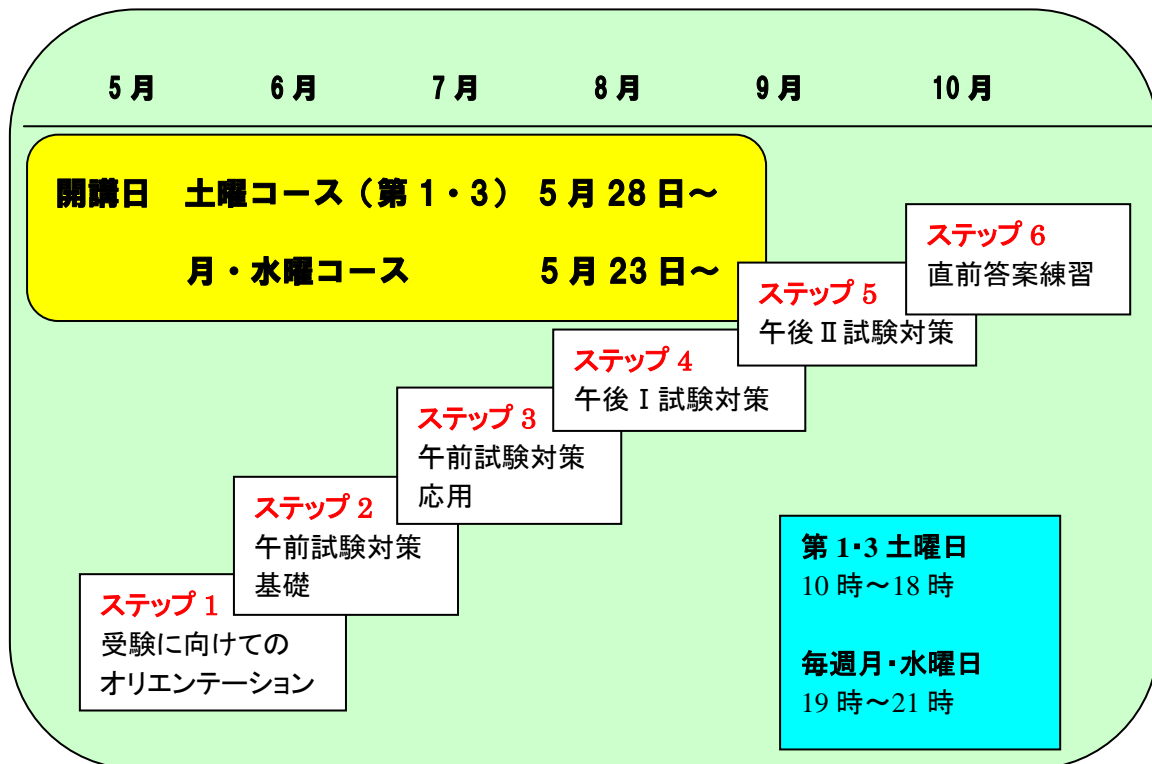 5月 6月 7月 8月 9月 10月
開講日 土曜コース（第1・3） 5月28日～
月・水曜コース 5月23日～
ステップ6
直前答案練習
ステップ5
午後Ⅱ試験対策
ステップ4
午後Ⅰ試験対策
ステップ3
午前試験対策
応用
ステップ2
午前試験対策
基礎
ステップ1
受験に向けての
オリエンテーション
第1・3土曜日
10時～18時
毎週月・水曜日
19時～21時